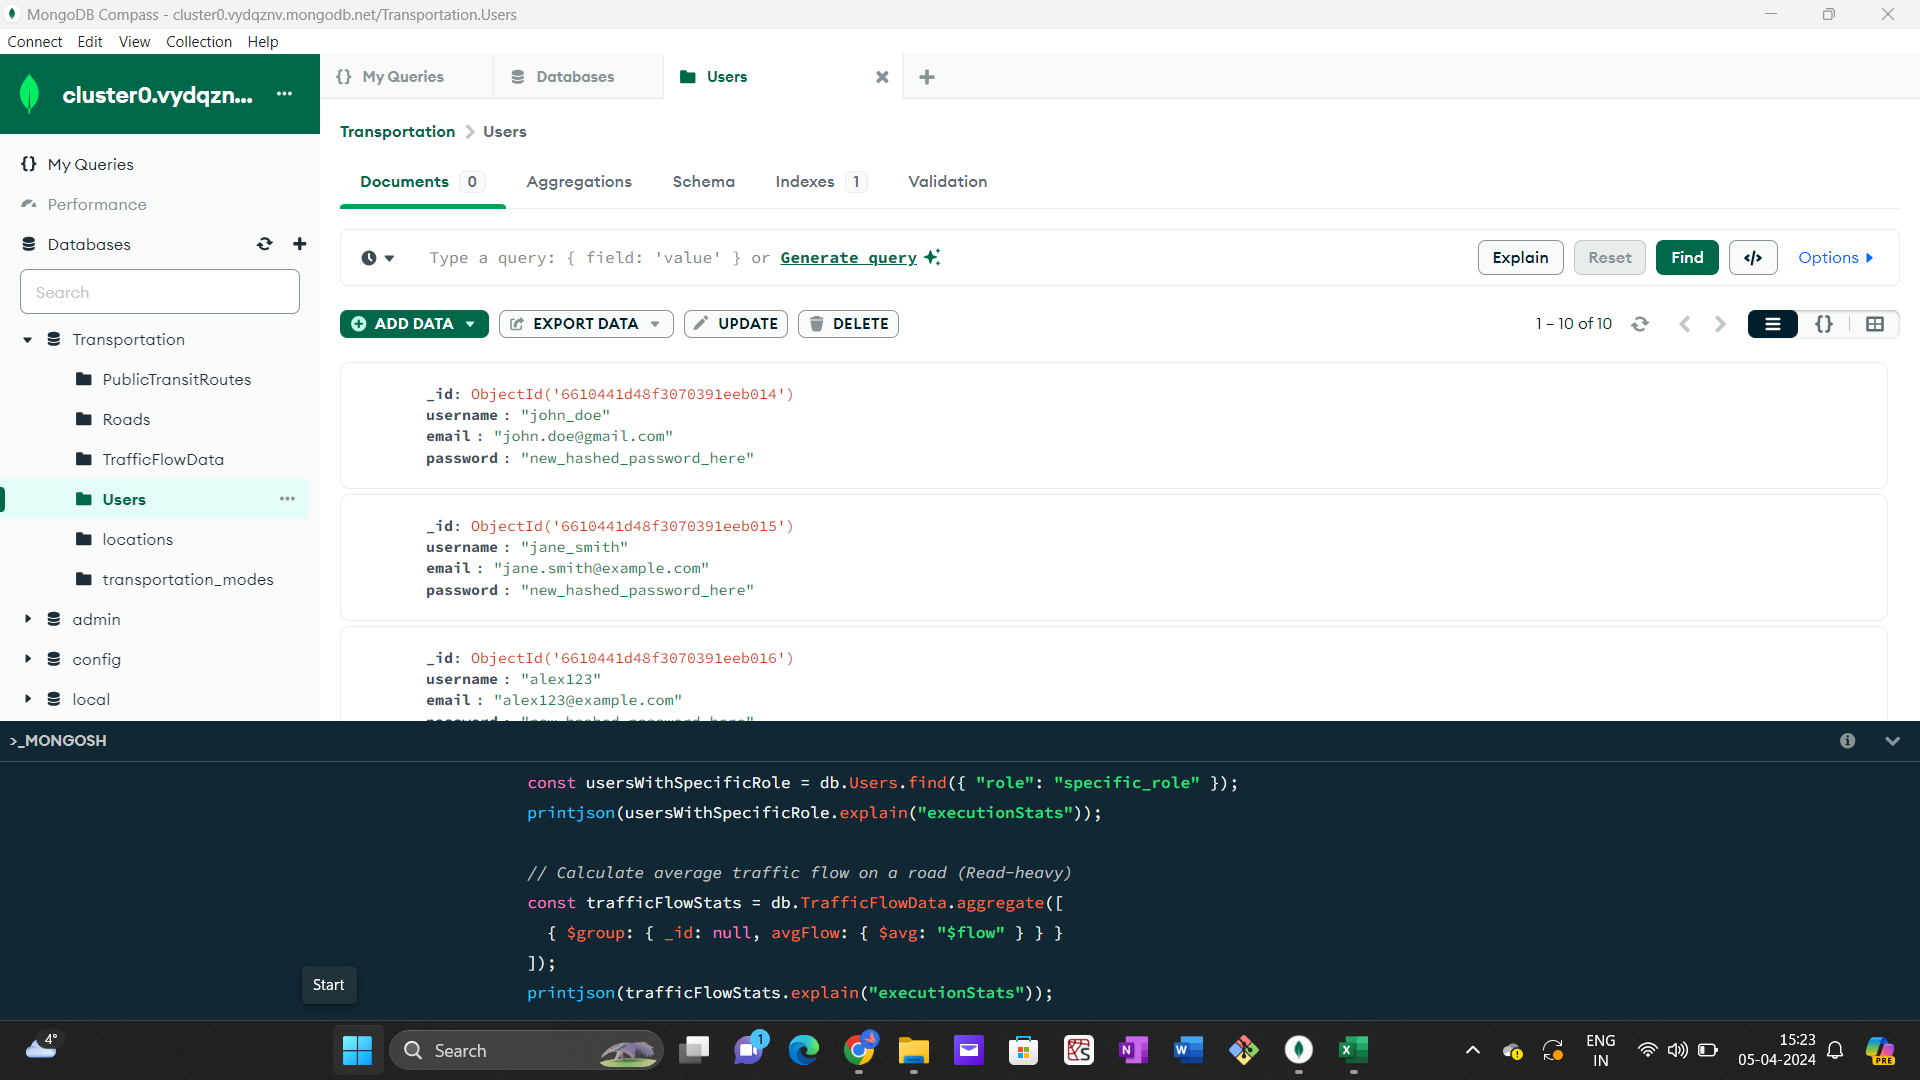 MongoDB Compass - cluster0.vydqznv.mongodb.net/Transportation.Users
Connect Edit View Collection Help
cluster0.vydqzn... ...
{} My Queries
Databases
Users
Transportation > Users
My Queries
Performance
Databases
Search
Documents 0
Aggregations
Schema
Indexes 1
Validation
Type a query: { field: 'value' } or Generate query
Explain
Reset
Find
</>
Options
ADD DATA
EXPORT DATA
UPDATE
DELETE
1 – 10 of 10
{}
Transportation
PublicTransitRoutes
Roads
TrafficFlowData
Users ...
locations
transportation_modes
admin
config
local
_id: ObjectId('6610441d48f3070391eeb014')
username : "john_doe"
email : "john.doe@gmail.com"
password : "new_hashed_password_here"
_id: ObjectId('6610441d48f3070391eeb015')
username : "jane_smith"
email : "jane.smith@example.com"
password : "new_hashed_password_here"
_id: ObjectId('6610441d48f3070391eeb016')
username : "alex123"
email : "alex123@example.com"
password : "new_hashed_password_here"
>_MONGOSH
const usersWithSpecificRole = db.Users.find({ "role": "specific_role" });
printjson(usersWithSpecificRole.explain("executionStats"));
// Calculate average traffic flow on a road (Read-heavy)
const trafficFlowStats = db.TrafficFlowData.aggregate([
{ $group: { _id: null, avgFlow: { $avg: "$flow" } } }
]);
printjson(trafficFlowStats.explain("executionStats"));
Start
4°
Search
1
ENG
IN
15:23
05-04-2024
PRE